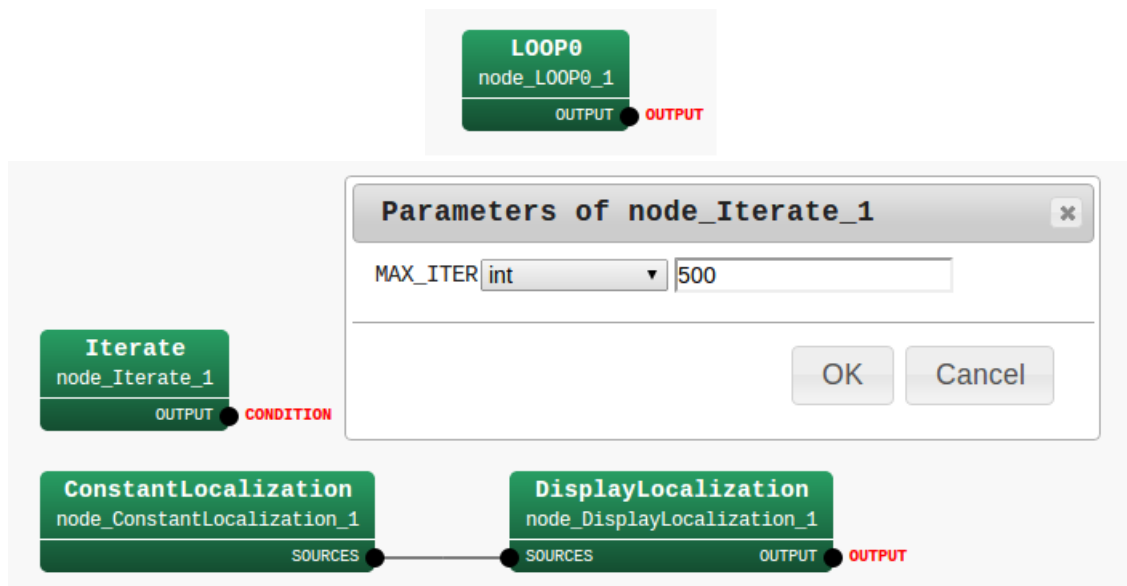 LOOP0
node_LOOP0_1
OUTPUT OUTPUT
Parameters of node_Iterate_1
MAX_ITER int 500
OK Cancel
Iterate
node_Iterate_1
OUTPUT CONDITION
ConstantLocalization
node_ConstantLocalization_1
SOURCES
DisplayLocalization
node_DisplayLocalization_1
SOURCES OUTPUT OUTPUT